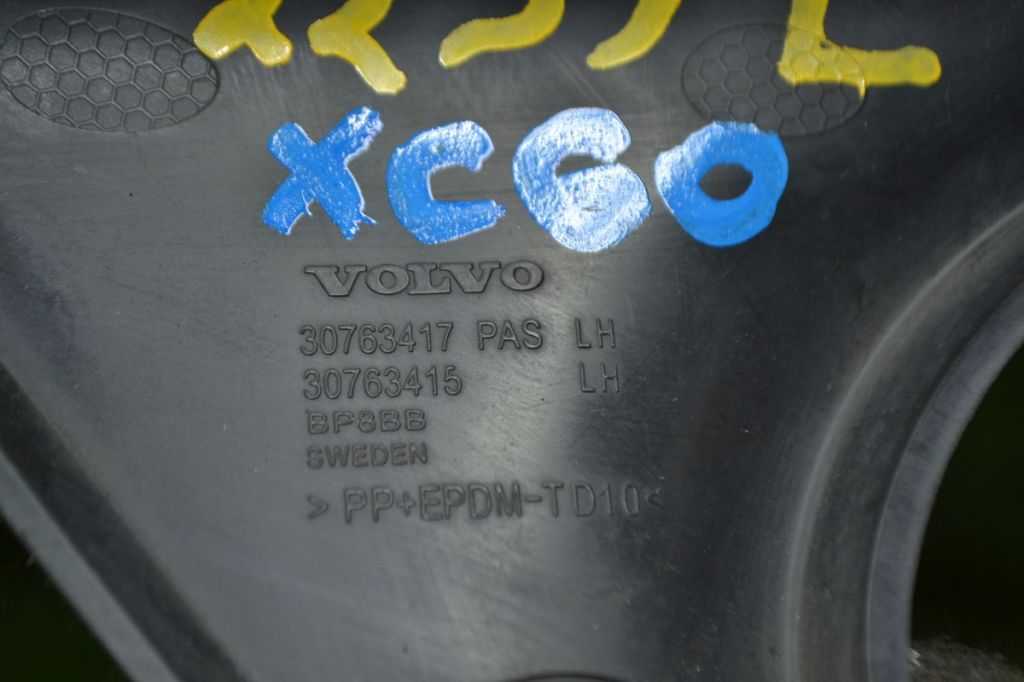 XC60
VOLVO
30763417 PAS LH
30763415 LH
BP8BB
SWEDEN
> PP+EPDM-TD10<